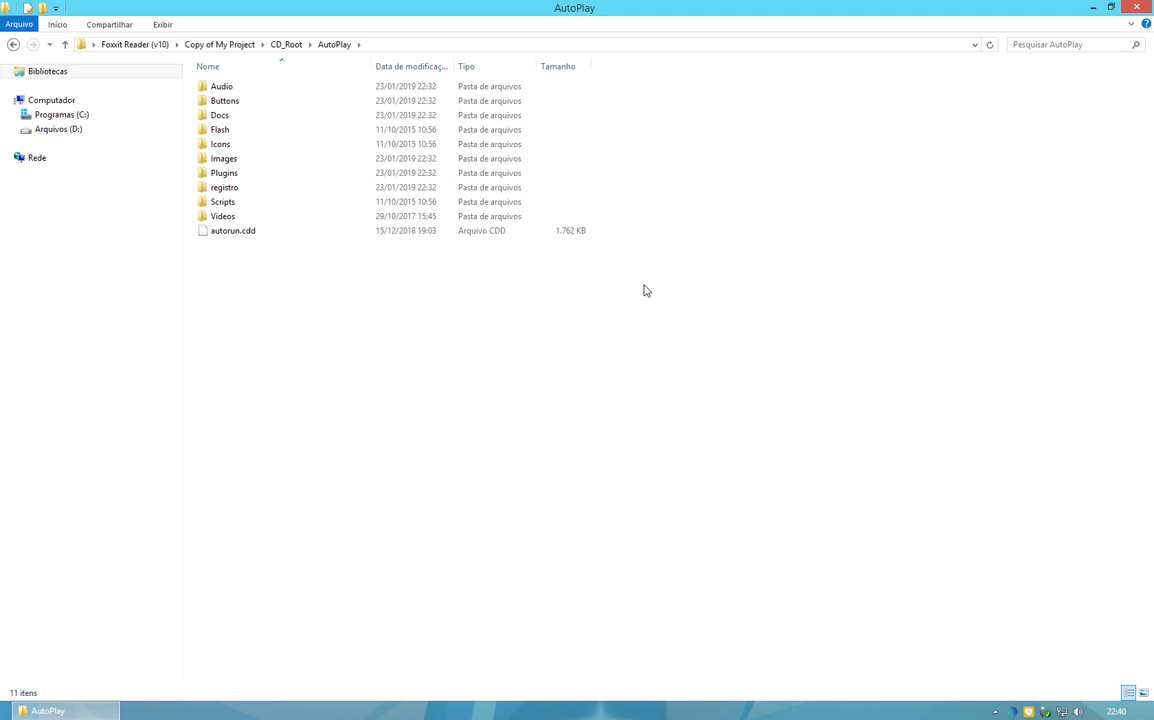 AutoPlay
Arquivo Início Compartilhar Exibir
Foxxit Reader (v10) Copy of My Project CD_Root AutoPlay Pesquisar AutoPlay
Nome Data de modificaç... Tipo Tamanho
Bibliotecas
Computador
Programas (C:)
Arquivos (D:)
Rede
Audio 23/01/2019 22:32 Pasta de arquivos
Buttons 23/01/2019 22:32 Pasta de arquivos
Docs 23/01/2019 22:32 Pasta de arquivos
Flash 11/10/2015 10:56 Pasta de arquivos
Icons 11/10/2015 10:56 Pasta de arquivos
Images 23/01/2019 22:32 Pasta de arquivos
Plugins 23/01/2019 22:32 Pasta de arquivos
registro 23/01/2019 22:32 Pasta de arquivos
Scripts 11/10/2015 10:56 Pasta de arquivos
Videos 29/10/2017 15:45 Pasta de arquivos
autorun.cdd 15/12/2018 19:03 Arquivo CDD 1.762 KB
11 itens
AutoPlay 22:40